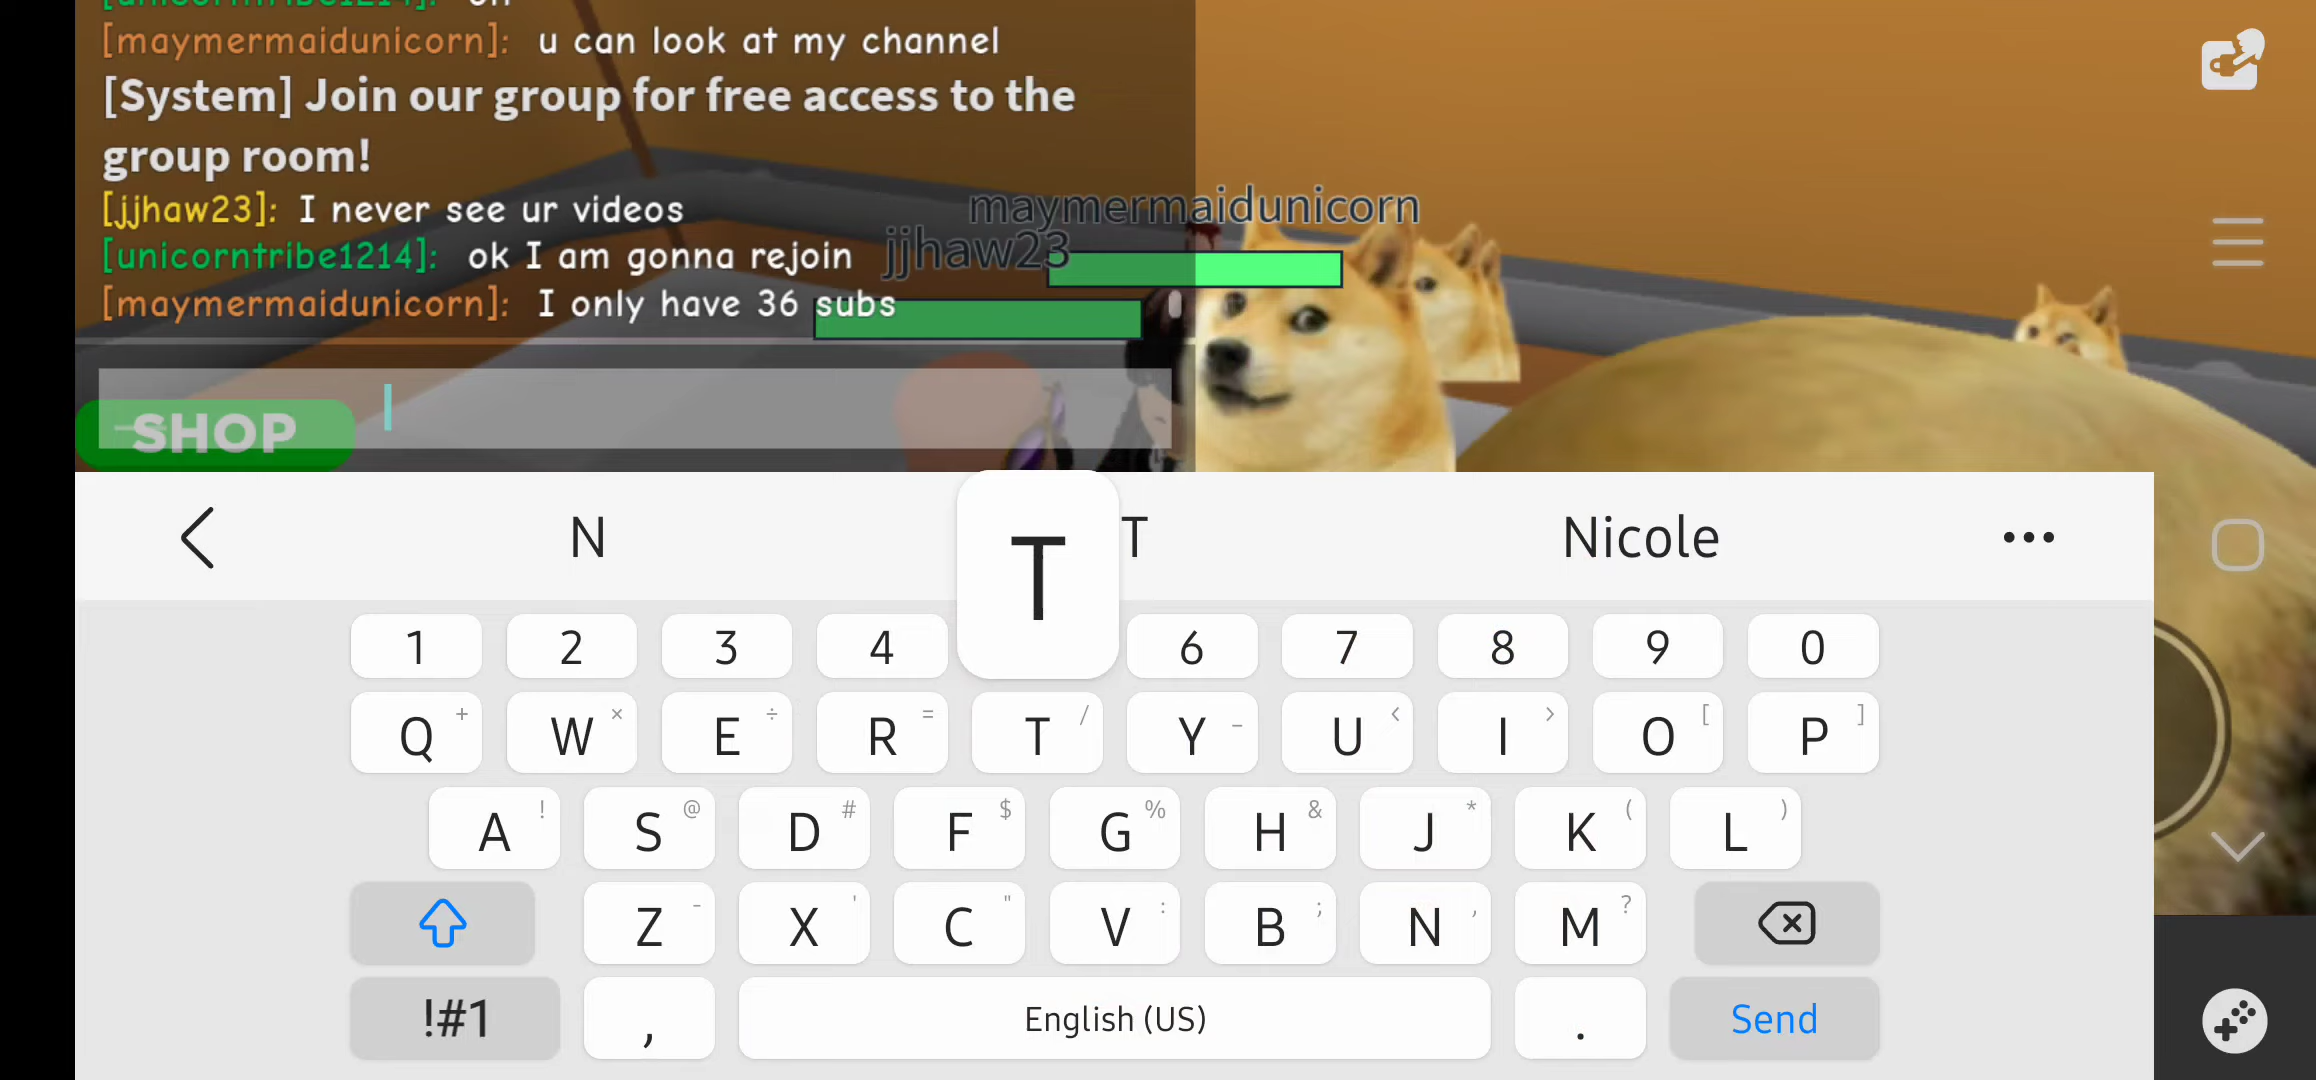 [unicorntribe1214]: oh
[maymermaidunicorn]: u can look at my channel
[System] Join our group for free access to the
group room!
[jjhaw23]: I never see ur videos
[unicorntribe1214]: ok I am gonna rejoin
[maymermaidunicorn]: I only have 36 subs
maymermaidunicorn
jjhaw23
SHOP
N
T
T
Nicole
1 2 3 4 6 7 8 9 0
Q + W × E ÷ R = T / Y _ U < I > O [ P ]
A ! S @ D # F $ G % H & J * K ( L )
Z - X ' C " V : B ; N , M ?
!#1 , English (US) . Send